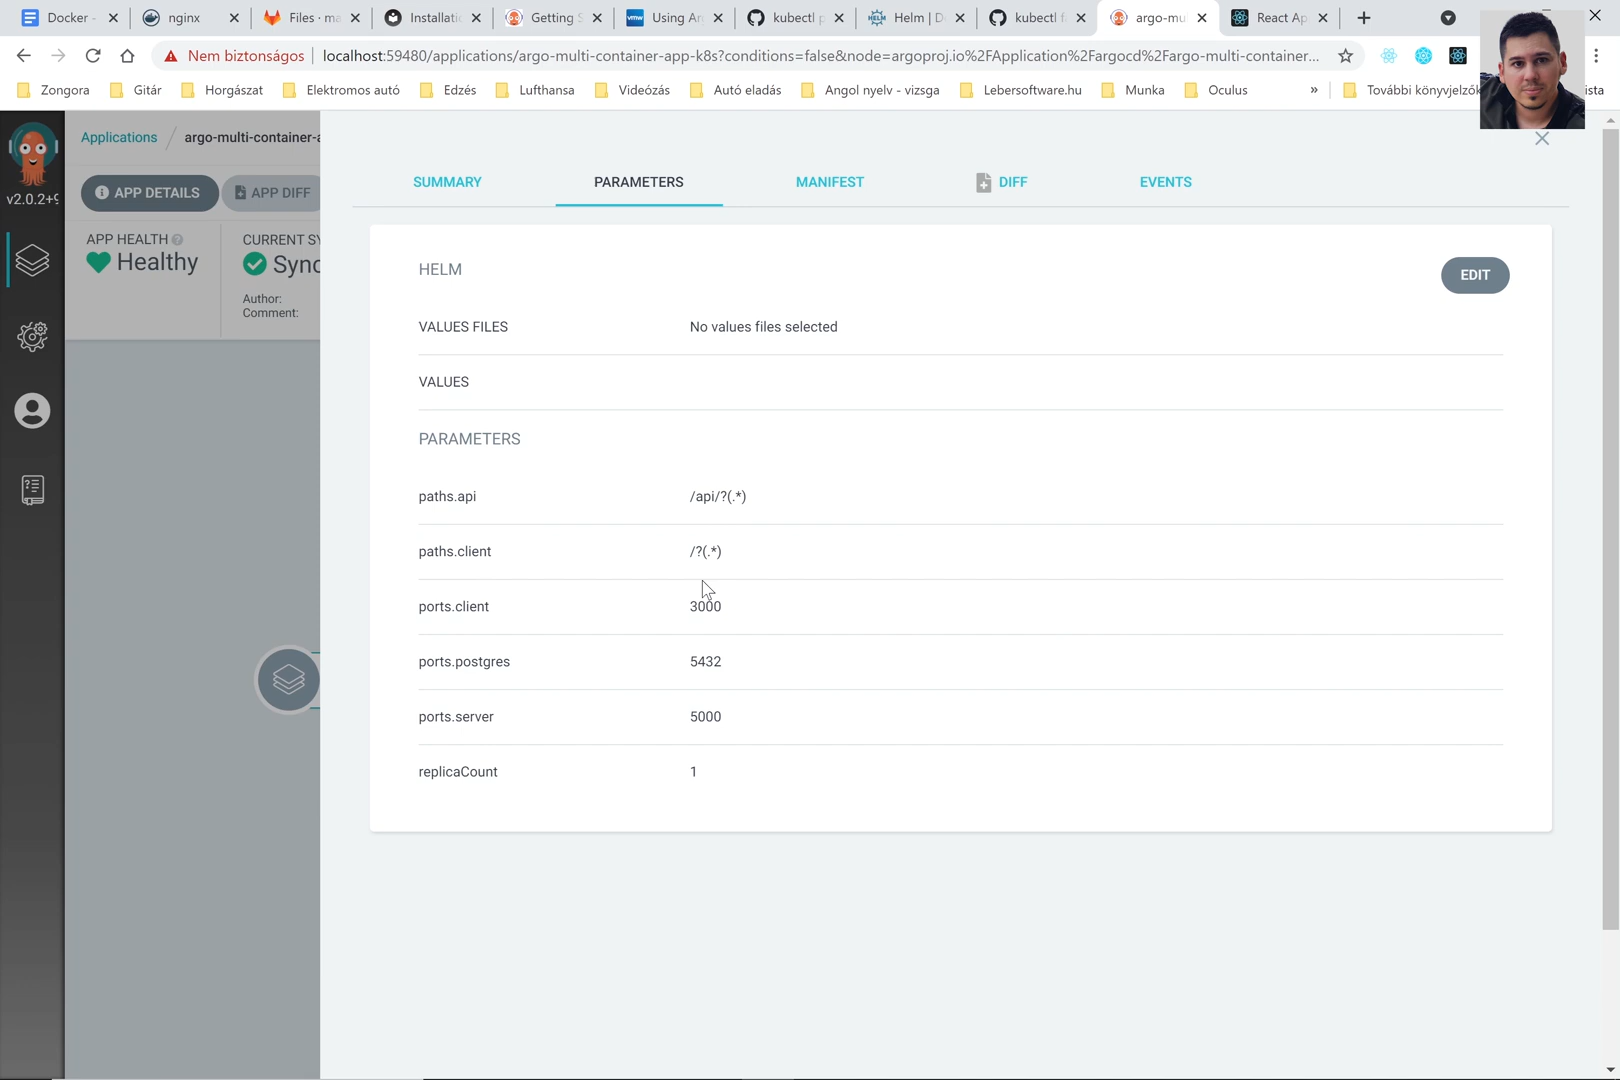 Docker -
nginx
Files · ma
Installatio
Getting S
Using Ar
kubectl p
Helm | D
kubectl f
argo-mu
React Ap
Nem biztonságos
localhost:59480/applications/argo-multi-container-app-k8s?conditions=false&node=argoproj.io%2FApplication%2Fargocd%2Fargo-multi-container...
Zongora
Gitár
Horgászat
Elektromos autó
Edzés
Lufthansa
Videózás
Autó eladás
Angol nyelv - vizsga
Lebersoftware.hu
Munka
Oculus
»
További könyvjelzők
ista
v2.0.2+9
Applications / argo-multi-container-a
APP DETAILS
APP DIFF
APP HEALTH
Healthy
CURRENT SY
Sync
Author:
Comment:
SUMMARY
PARAMETERS
MANIFEST
DIFF
EVENTS
HELM
EDIT
VALUES FILES No values files selected
VALUES
PARAMETERS
paths.api /api/?(.*)
paths.client /?(.*)
ports.client 3000
ports.postgres 5432
ports.server 5000
replicaCount 1